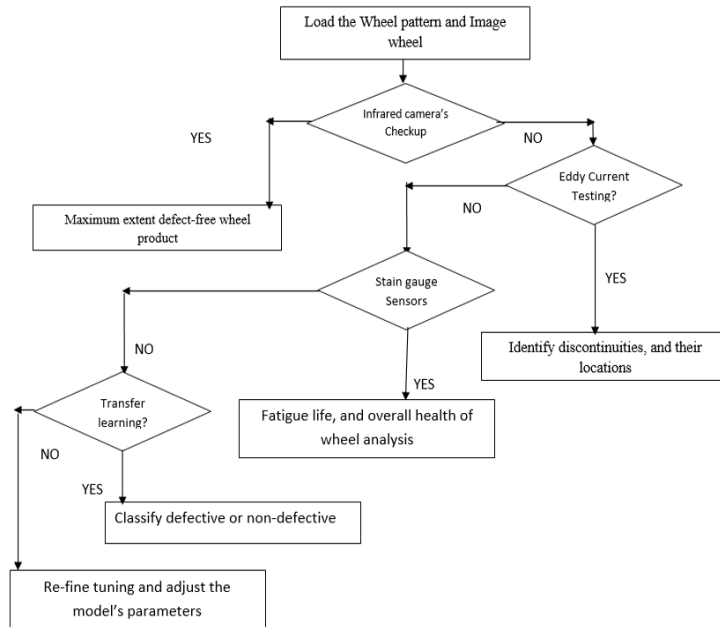 Load the Wheel pattern and Image
wheel
Infrared camera's
Checkup
YES
NO
Eddy Current
Testing?
NO
Maximum extent defect-free wheel
product
YES
Stain gauge
Sensors
Identify discontinuities, and their
locations
NO
YES
Transfer
learning?
Fatigue life, and overall health of
wheel analysis
NO
YES
Classify defective or non-defective
Re-fine tuning and adjust the
model's parameters